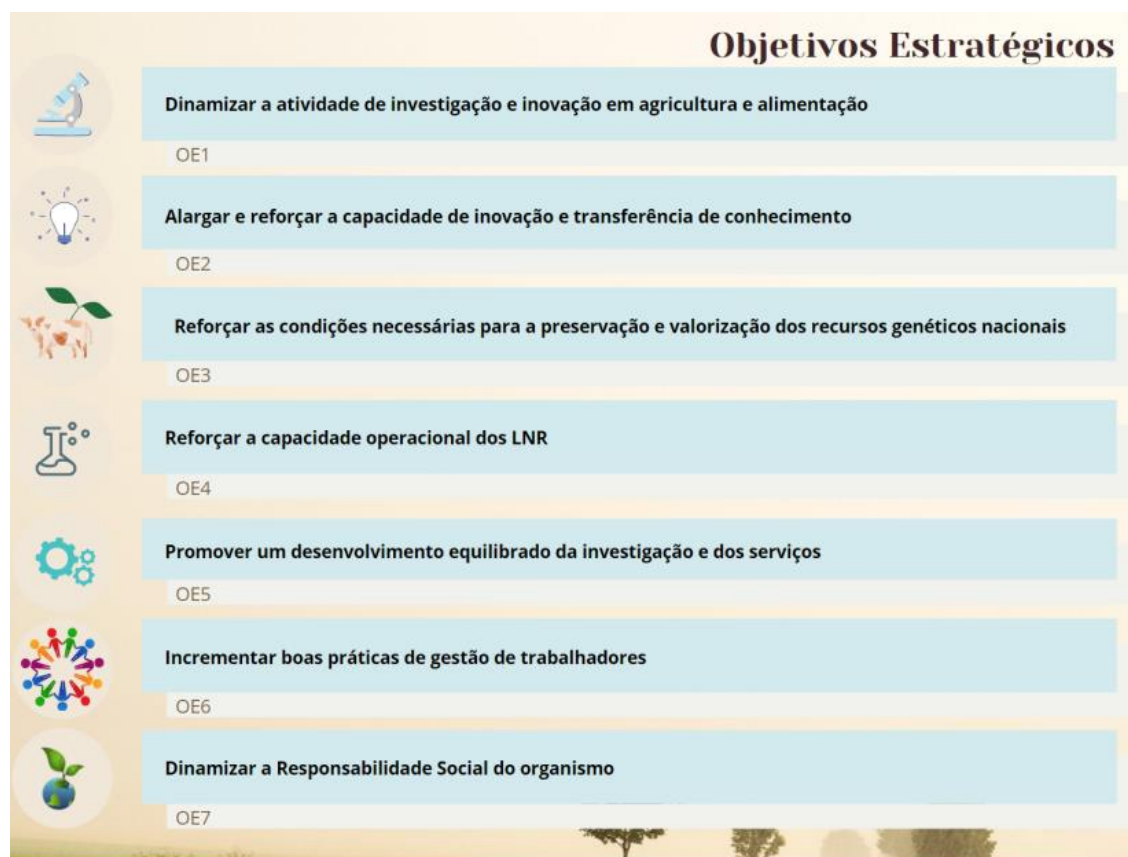 Objetivos Estratégicos
Dinamizar a atividade de investigação e inovação em agricultura e alimentação
OE1
Alargar e reforçar a capacidade de inovação e transferência de conhecimento
OE2
Reforçar as condições necessárias para a preservação e valorização dos recursos genéticos nacionais
OE3
Reforçar a capacidade operacional dos LNR
OE4
Promover um desenvolvimento equilibrado da investigação e dos serviços
OE5
Incrementar boas práticas de gestão de trabalhadores
OE6
Dinamizar a Responsabilidade Social do organismo
OE7